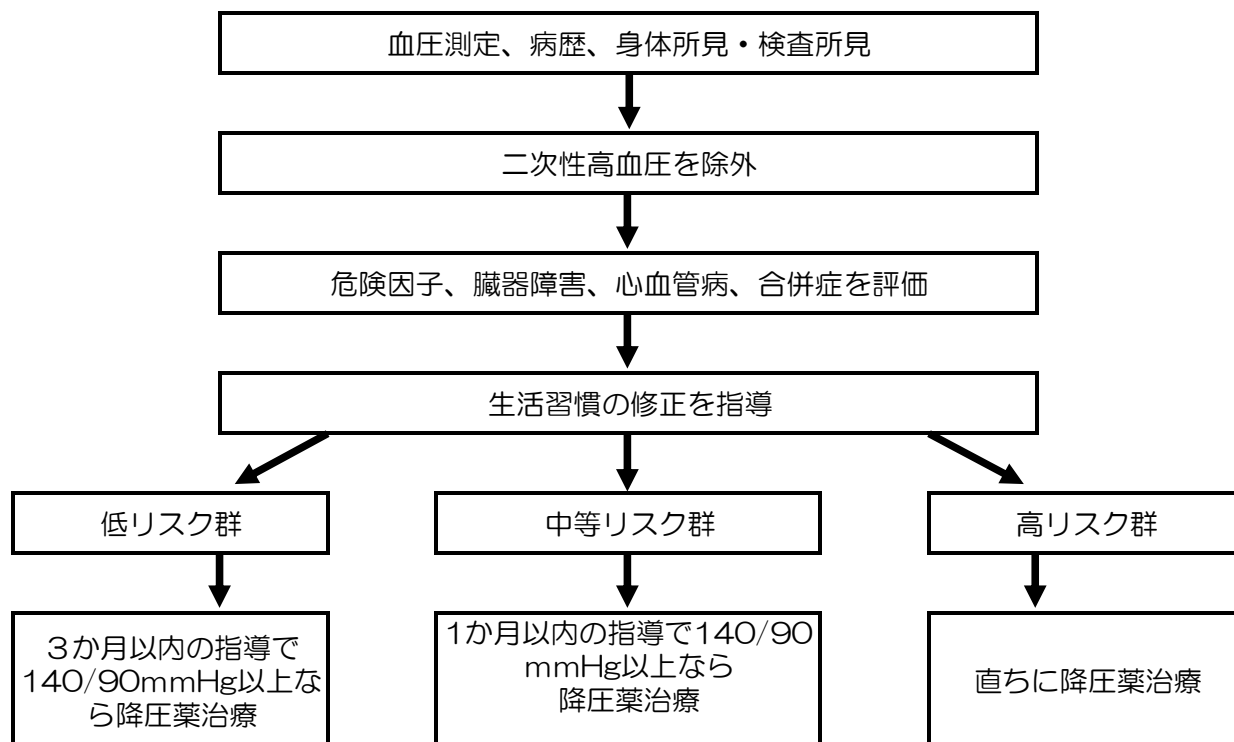 血圧測定、病歴、身体所見・検査所見
二次性高血圧を除外
危険因子、臓器障害、心血管病、合併症を評価
生活習慣の修正を指導
低リスク群
中等リスク群
高リスク群
３か月以内の指導で
140/90mmHg以上な
ら降圧薬治療
1か月以内の指導で140/90
mmHg以上なら
降圧薬治療
直ちに降圧薬治療